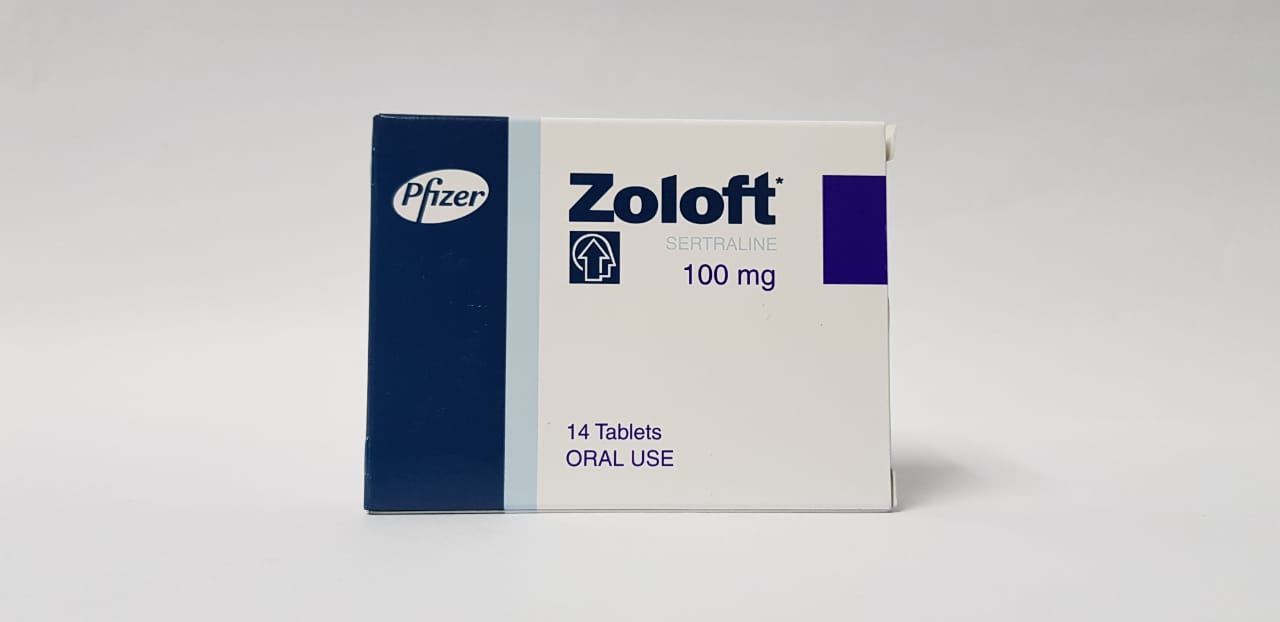 Pfizer
Zoloft*
SERTRALINE
100 mg
14 Tablets
ORAL USE